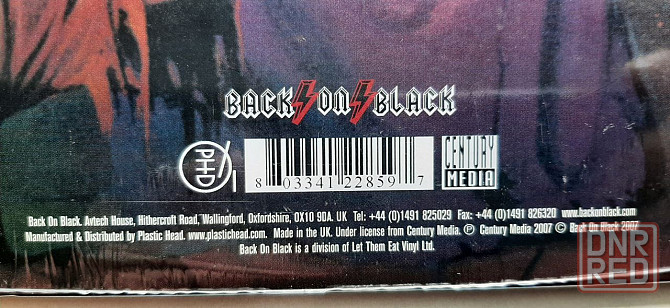 BACK ON BLACK
PHD
CENTURY MEDIA
8 03341 22859 7
Back On Black, Avtech House, Hithercroft Road, Wallingford, Oxfordshire, OX10 9DA. UK Tel: +44 (0)1491 825029 Fax: +44 (0)1491 826320 www.backonblack.com
Manufactured & Distributed by Plastic Head. www.plastichead.com. Made in the UK. Under license from Century Media. ℗ Century Media 2007 © Back On Black 2007
Back On Black is a division of Let Them Eat Vinyl Ltd.
DNR
RED